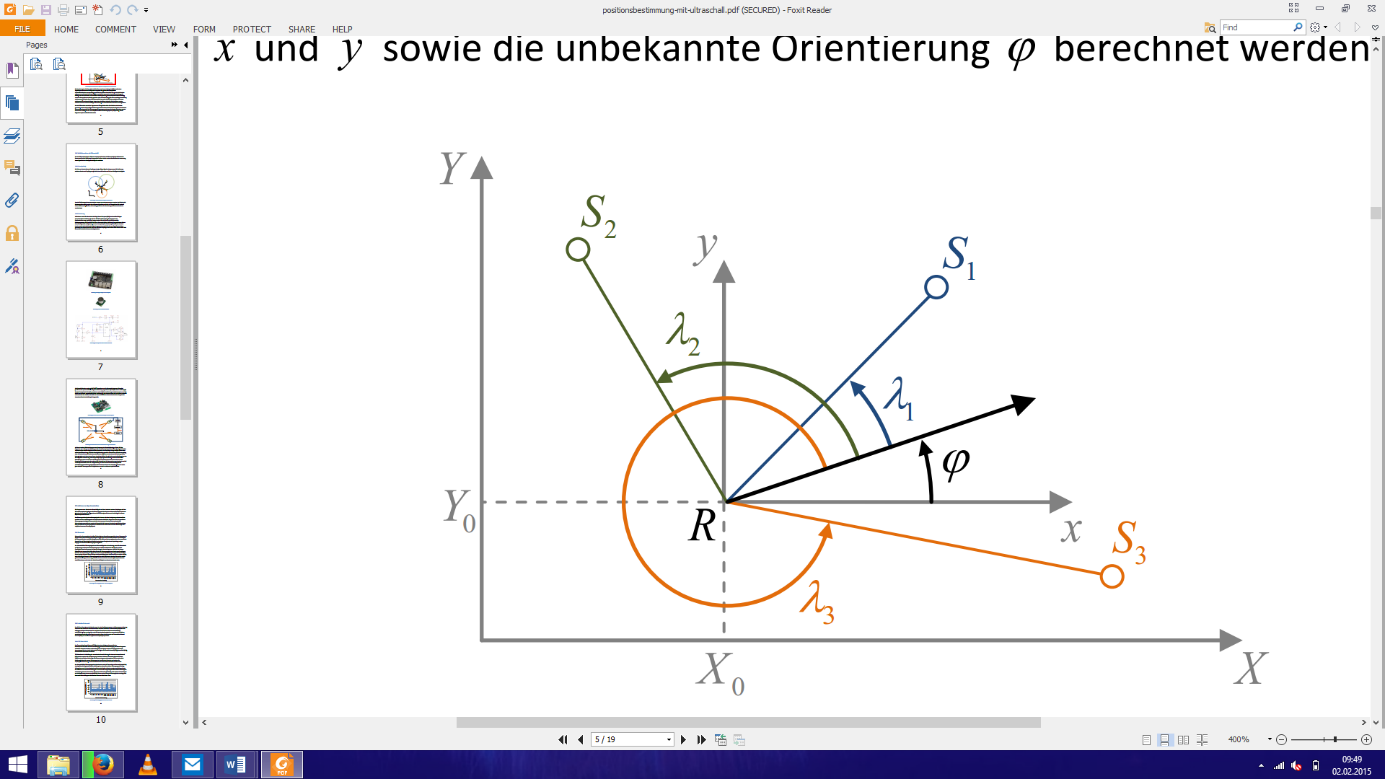 positionsbestimmung-mit-ultraschall.pdf (SECURED) - Foxit Reader
FILE HOME COMMENT VIEW FORM PROTECT SHARE HELP
Find
Pages
x und y sowie die unbekannte Orientierung φ berechnet werden
5
6
7
8
9
10
Y
S2
y
S1
λ2
λ1
φ
Y0
R
x
S3
λ3
X0
X
5 / 19
400%
09:49
02.02.2015